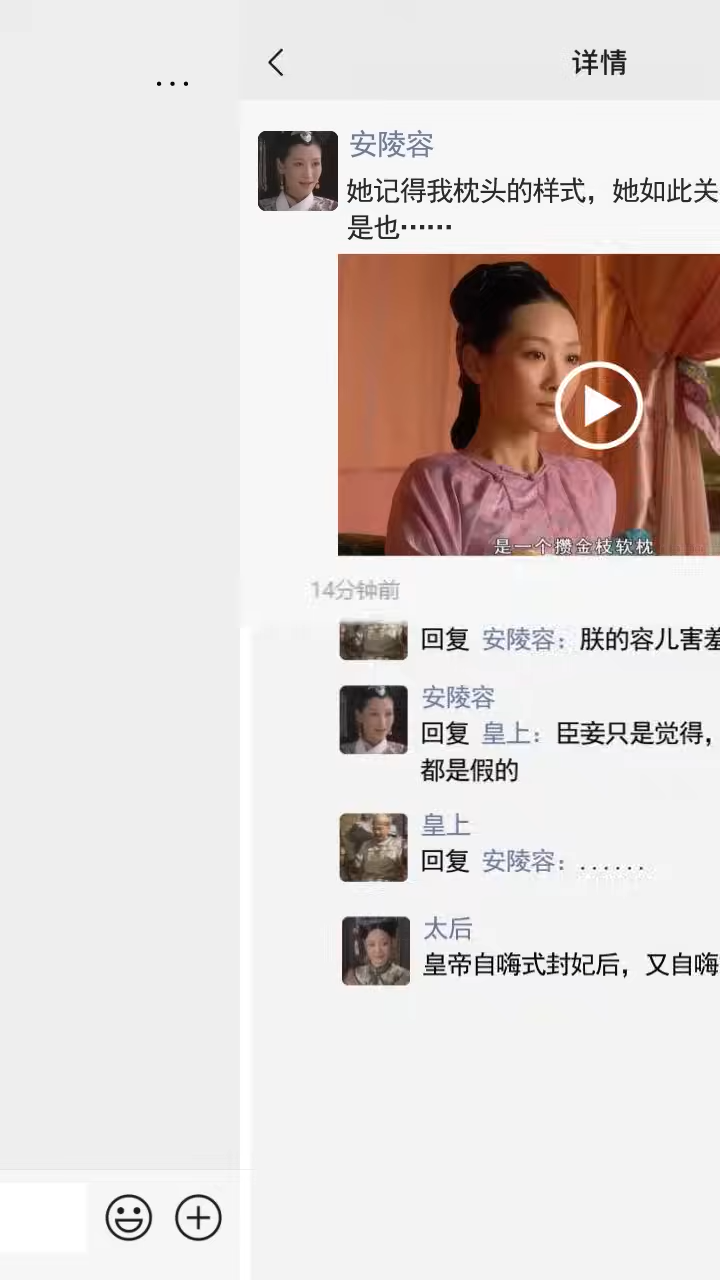 ...
详情
安陵容
她记得我枕头的样式，她如此关
是也······
是一个攒金枝软枕
14分钟前
回复 安陵容：朕的容儿害羞
安陵容
回复 皇上：臣妾只是觉得，
都是假的
皇上
回复 安陵容：......
太后
皇帝自嗨式封妃后，又自嗨